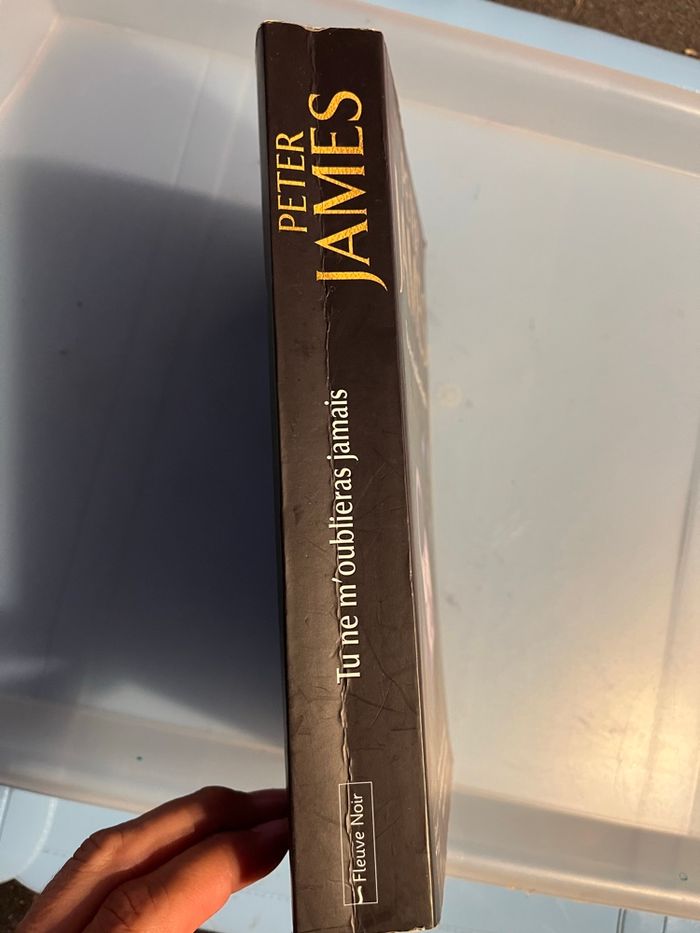 PETER
JAMES
Tu ne m'oublieras jamais
Fleuve Noir